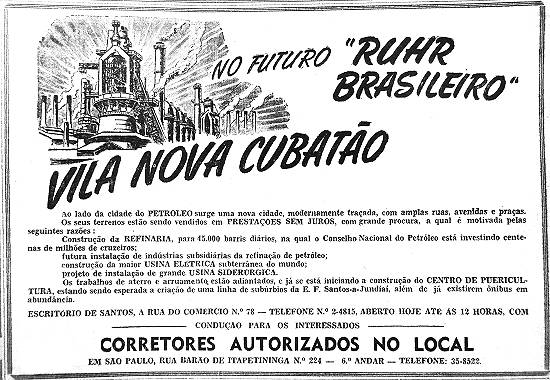 NO FUTURO "RUHR
BRASILEIRO"
VILA NOVA CUBATÃO
Ao lado da cidade do PETROLEO surge uma nova cidade, modernamente traçada, com amplas ruas, avenidas e praças.
Os seus terrenos estão sendo vendidos em PRESTAÇÕES SEM JUROS, com grande procura, a qual é motivada pelas
seguintes razões :
Construção da REFINARIA, para 45.000 barris diários, na qual o Conselho Nacional do Petróleo está investindo cente-
nas de milhões de cruzeiros;
futura instalação de indústrias subsidiarias da refinação de petróleo;
construção da maior USINA ELETRICA subterrânea do mundo;
projeto de instalação de grande USINA SIDERURGICA.
Os trabalhos de aterro e arruamento estão adiantados, e já se está iniciando a construção do CENTRO DE PUERICUL-
TURA, estando sendo esperada a criação de uma linha de subúrbios da E. F. Santos-a-Jundiaí, além de já existirem ônibus em
abundância.
ESCRITORIO DE SANTOS, A RUA DO COMERCIO N.º 78 — TELEFONE N.º 2-4815, ABERTO HOJE ATE AS 12 HORAS, COM
CONDUÇÃO PARA OS INTERESSADOS
CORRETORES AUTORIZADOS NO LOCAL
EM SÃO PAULO, RUA BARÃO DE ITAPETININGA N.º 224 — 6.º ANDAR — TELEFONE: 35-8522.